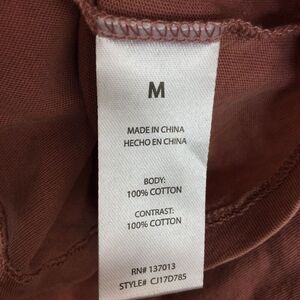 M
MADE IN CHINA
HECHO EN CHINA
BODY:
100% COTTON
CONTRAST:
100% COTTON
RN# 137013
STYLE# CJ17D785